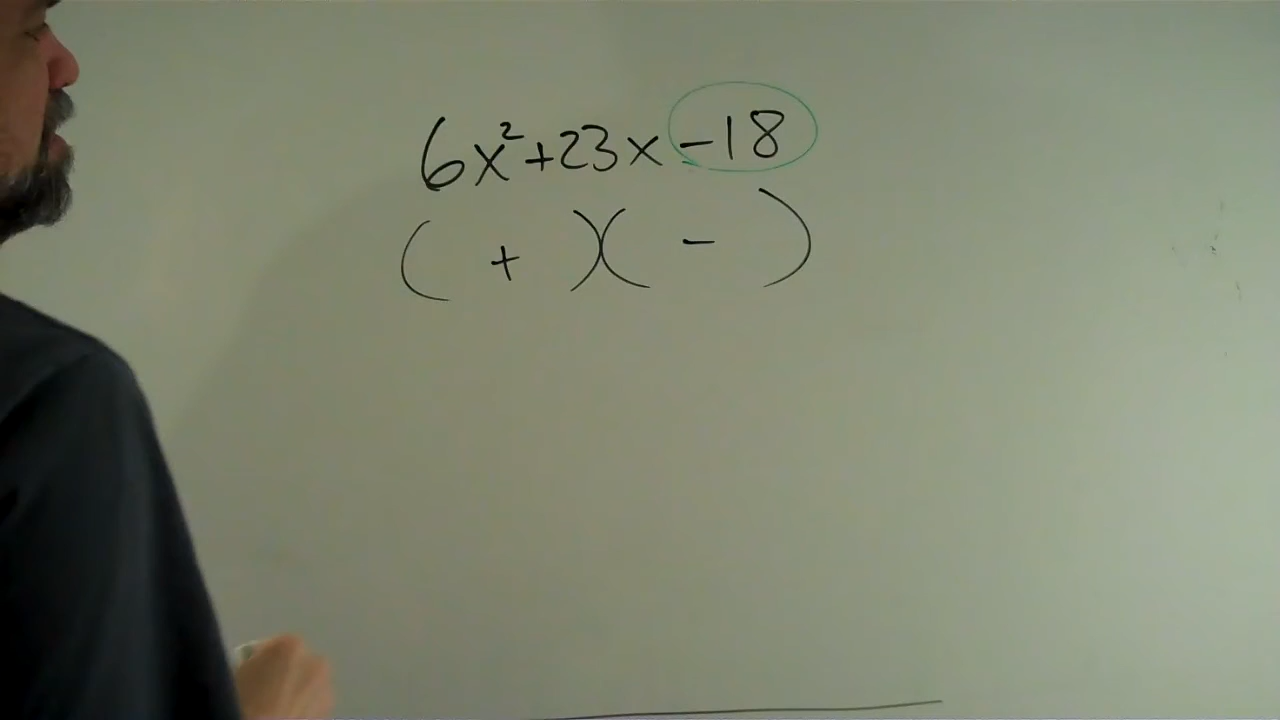 6x²+23x-18
( + )( - )